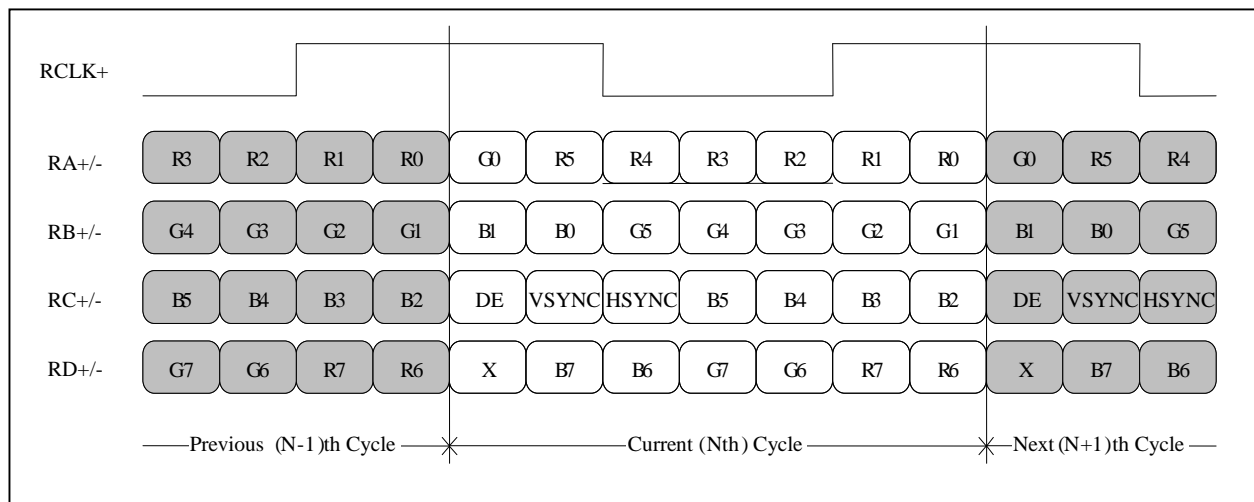 RCLK+
RA+/- R3 R2 R1 R0 G0 R5 R4 R3 R2 R1 R0 G0 R5 R4
RB+/- G4 G3 G2 G1 B1 B0 G5 G4 G3 G2 G1 B1 B0 G5
RC+/- B5 B4 B3 B2 DE VSYNC HSYNC B5 B4 B3 B2 DE VSYNC HSYNC
RD+/- G7 G6 R7 R6 X B7 B6 G7 G6 R7 R6 X B7 B6
Previous (N-1)th Cycle Current (Nth) Cycle Next (N+1)th Cycle